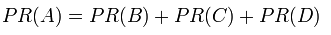 PR(A) = PR(B) + PR(C) + PR(D)